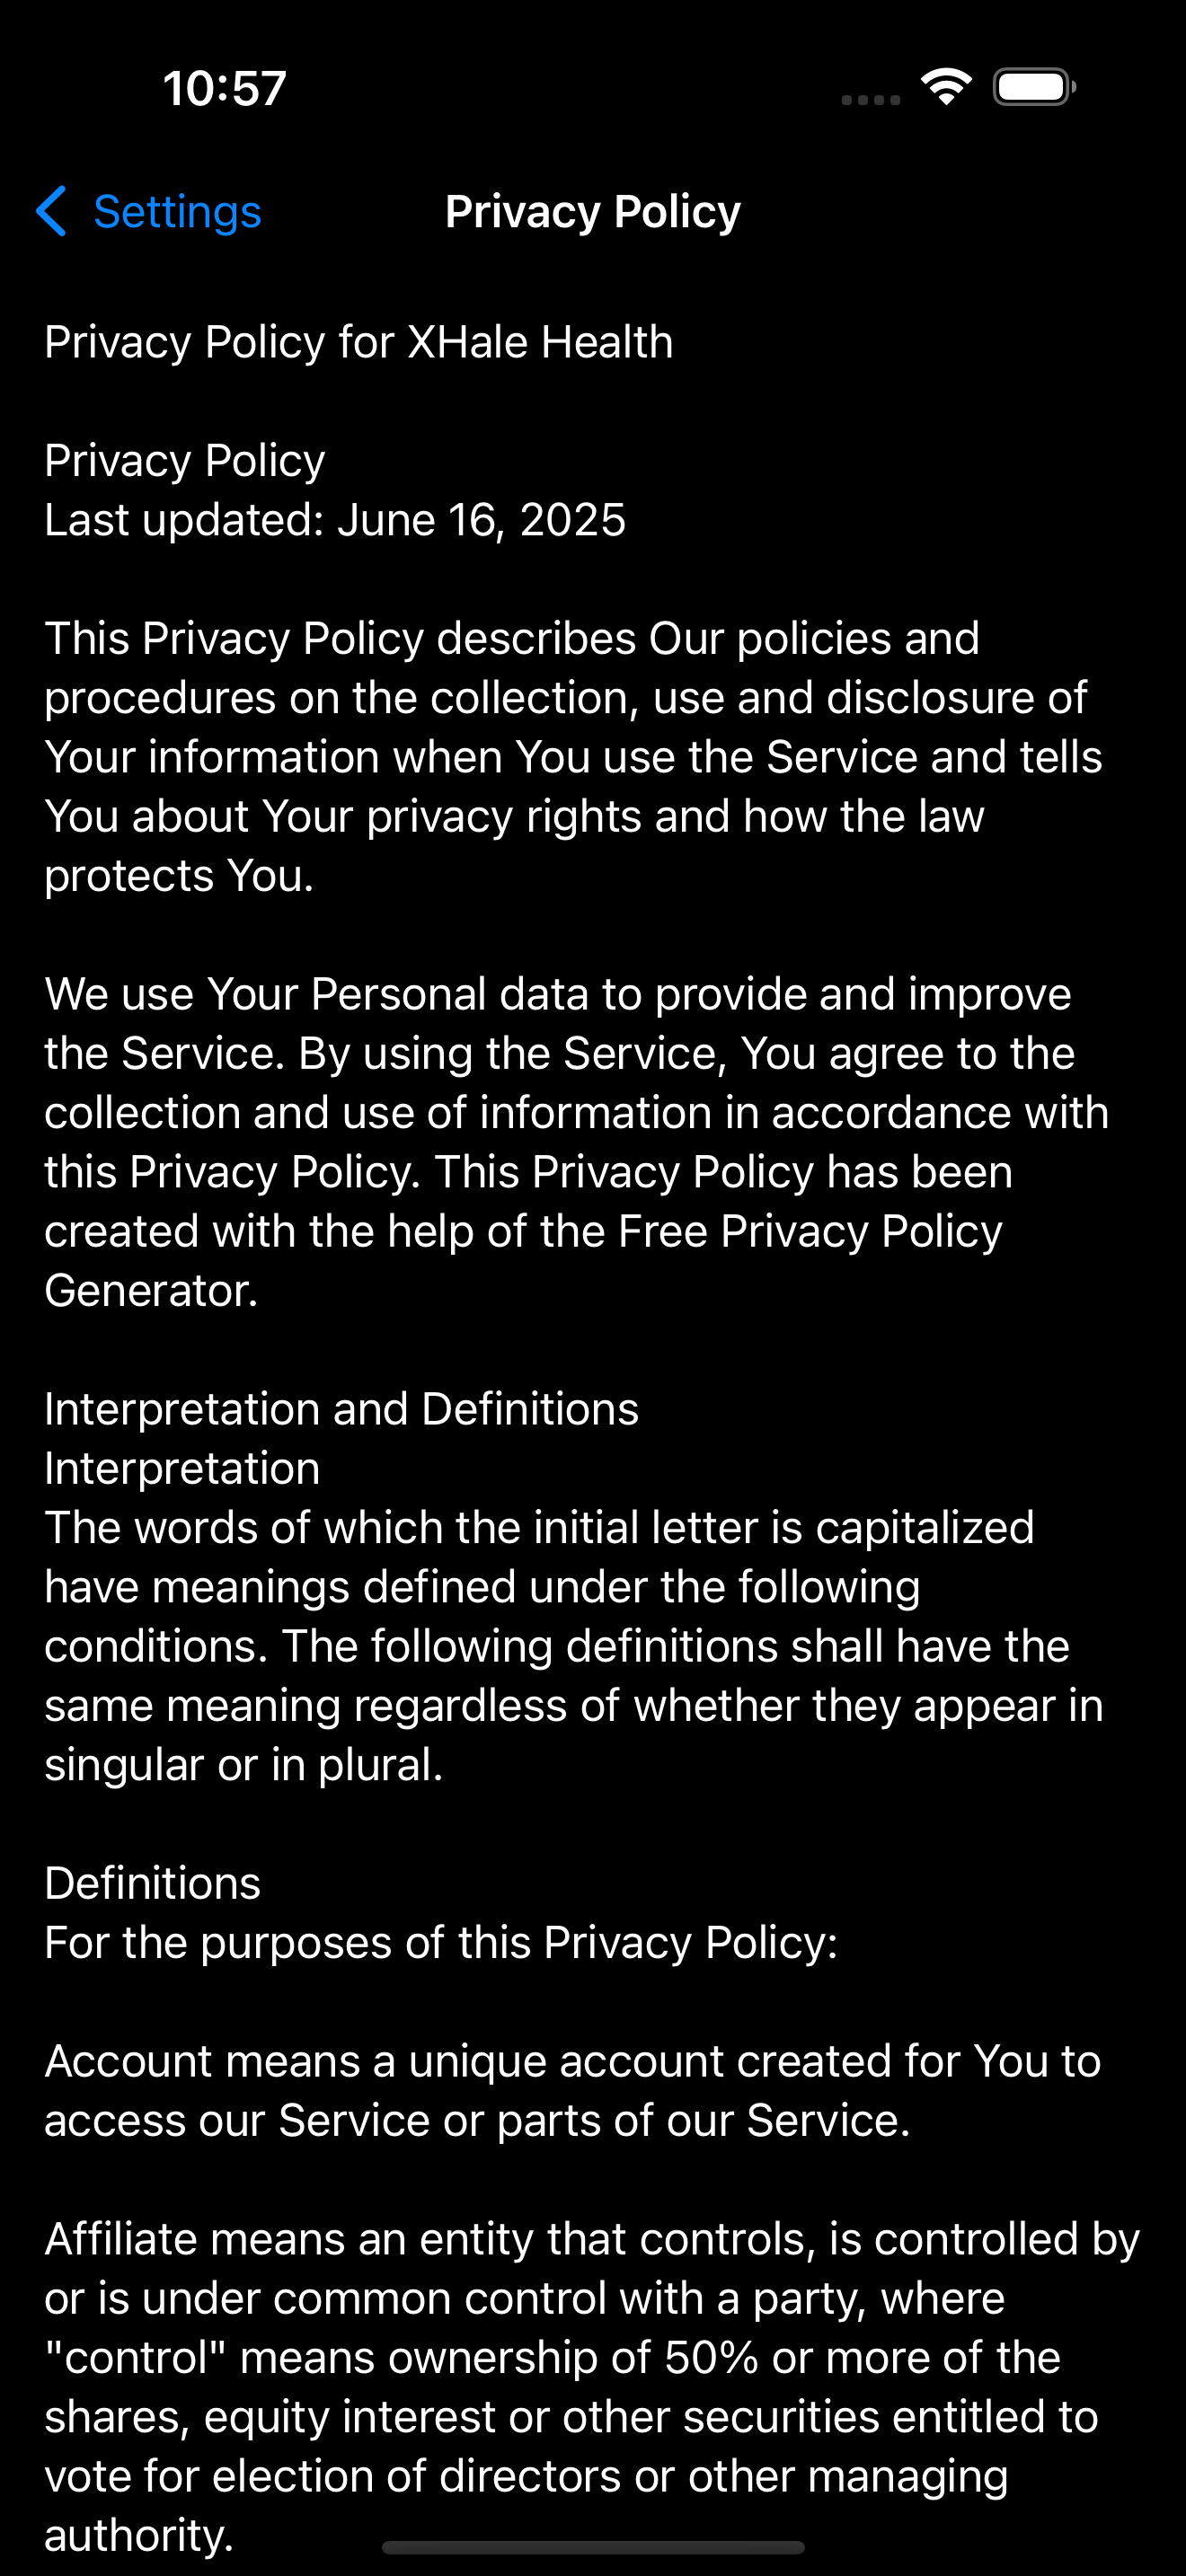 10:57
Settings
Privacy Policy
Privacy Policy for XHale Health
Privacy Policy
Last updated: June 16, 2025
This Privacy Policy describes Our policies and
procedures on the collection, use and disclosure of
Your information when You use the Service and tells
You about Your privacy rights and how the law
protects You.
We use Your Personal data to provide and improve
the Service. By using the Service, You agree to the
collection and use of information in accordance with
this Privacy Policy. This Privacy Policy has been
created with the help of the Free Privacy Policy
Generator.
Interpretation and Definitions
Interpretation
The words of which the initial letter is capitalized
have meanings defined under the following
conditions. The following definitions shall have the
same meaning regardless of whether they appear in
singular or in plural.
Definitions
For the purposes of this Privacy Policy:
Account means a unique account created for You to
access our Service or parts of our Service.
Affiliate means an entity that controls, is controlled by
or is under common control with a party, where
"control" means ownership of 50% or more of the
shares, equity interest or other securities entitled to
vote for election of directors or other managing
authority.